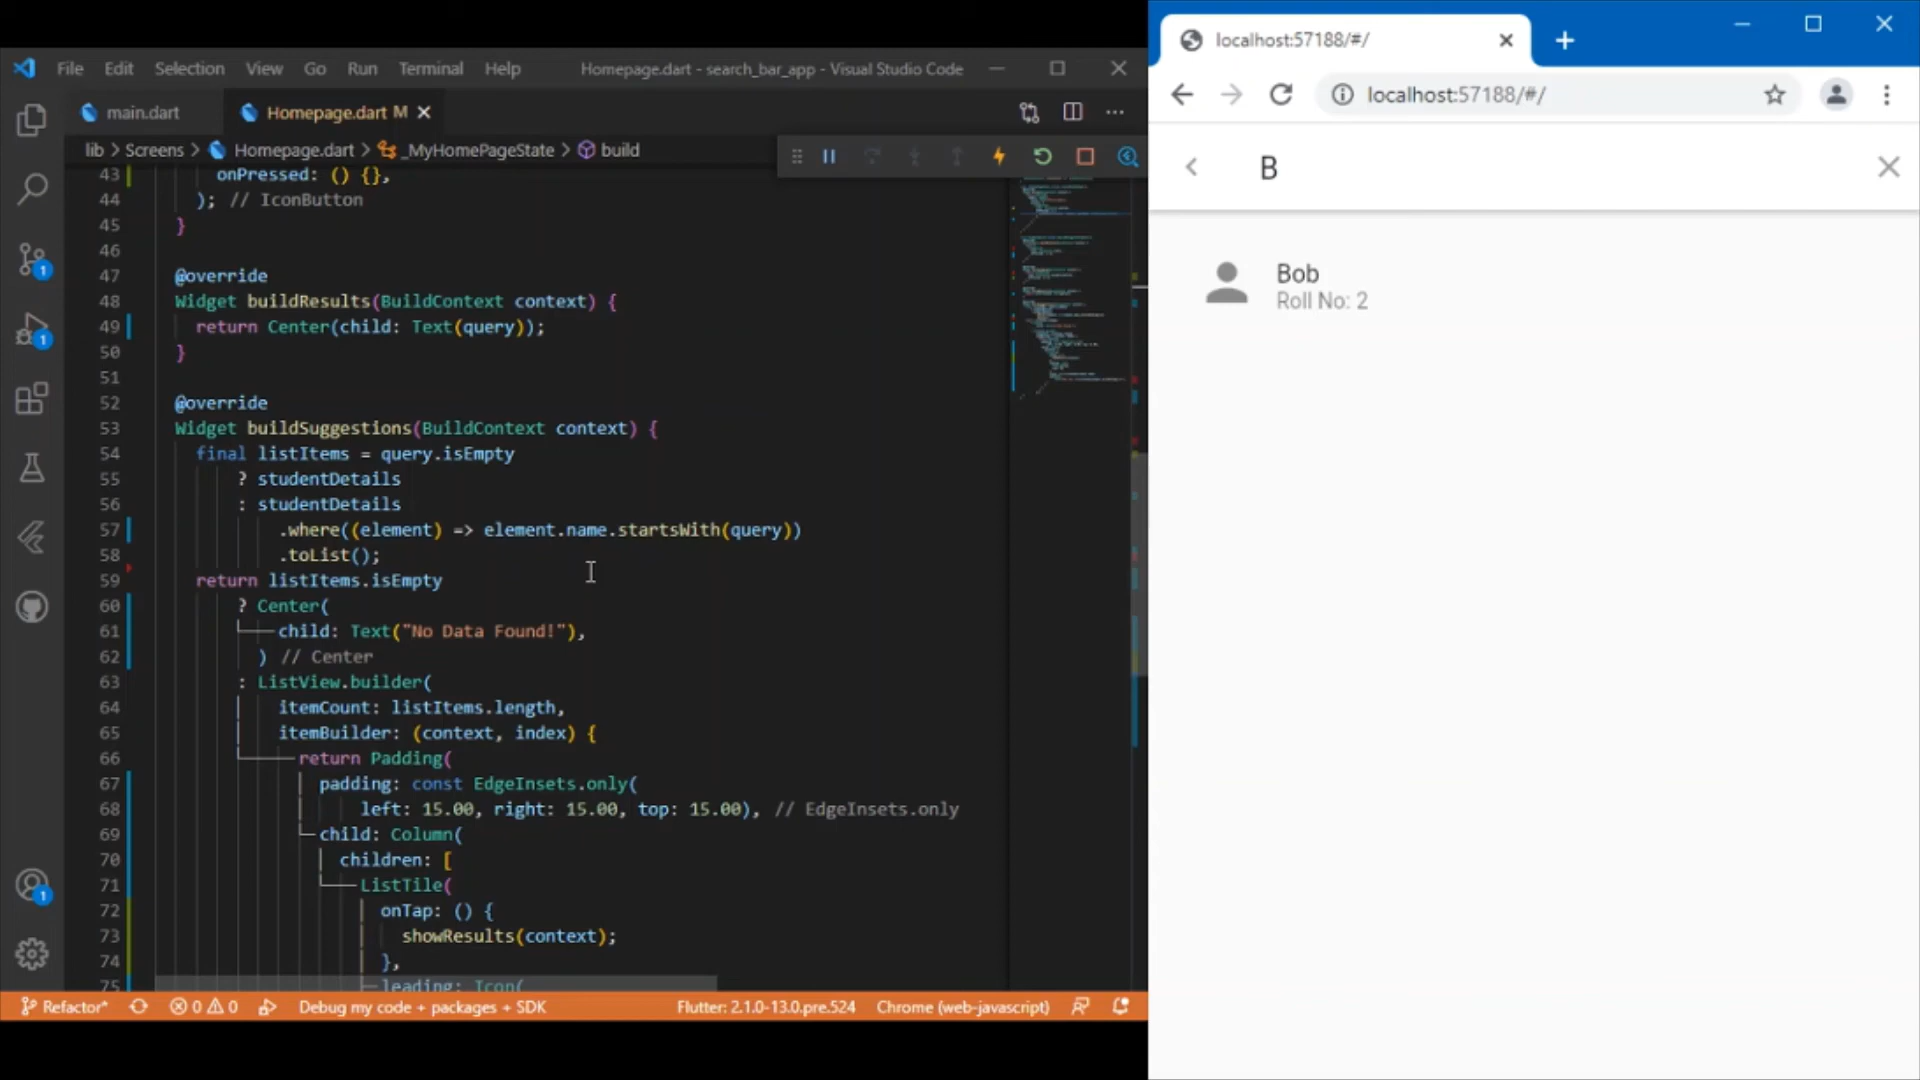 File Edit Selection View Go Run Terminal Help Homepage.dart - search_bar_app - Visual Studio Code
main.dart Homepage.dart M
lib > Screens > Homepage.dart > _MyHomePageState > build
43 onPressed: () {},
44 ); // IconButton
45 }
46
47 @override
48 Widget buildResults(BuildContext context) {
49 return Center(child: Text(query));
50 }
51
52 @override
53 Widget buildSuggestions(BuildContext context) {
54 final listItems = query.isEmpty
55 ? studentDetails
56 : studentDetails
57 .where((element) => element.name.startsWith(query))
58 .toList();
59 return listItems.isEmpty
60 ? Center(
61 child: Text("No Data Found!"),
62 ) // Center
63 : ListView.builder(
64 itemCount: listItems.length,
65 itemBuilder: (context, index) {
66 return Padding(
67 padding: const EdgeInsets.only(
68 left: 15.00, right: 15.00, top: 15.00), // EdgeInsets.only
69 child: Column(
70 children: [
71 ListTile(
72 onTap: () {
73 showResults(context);
74 },
75 leading: Icon(
1
1
1
Refactor* 0 0 Debug my code + packages + SDK Flutter: 2.1.0-13.0.pre.524 Chrome (web-javascript)
localhost:57188/#/
localhost:57188/#/
B
Bob
Roll No: 2